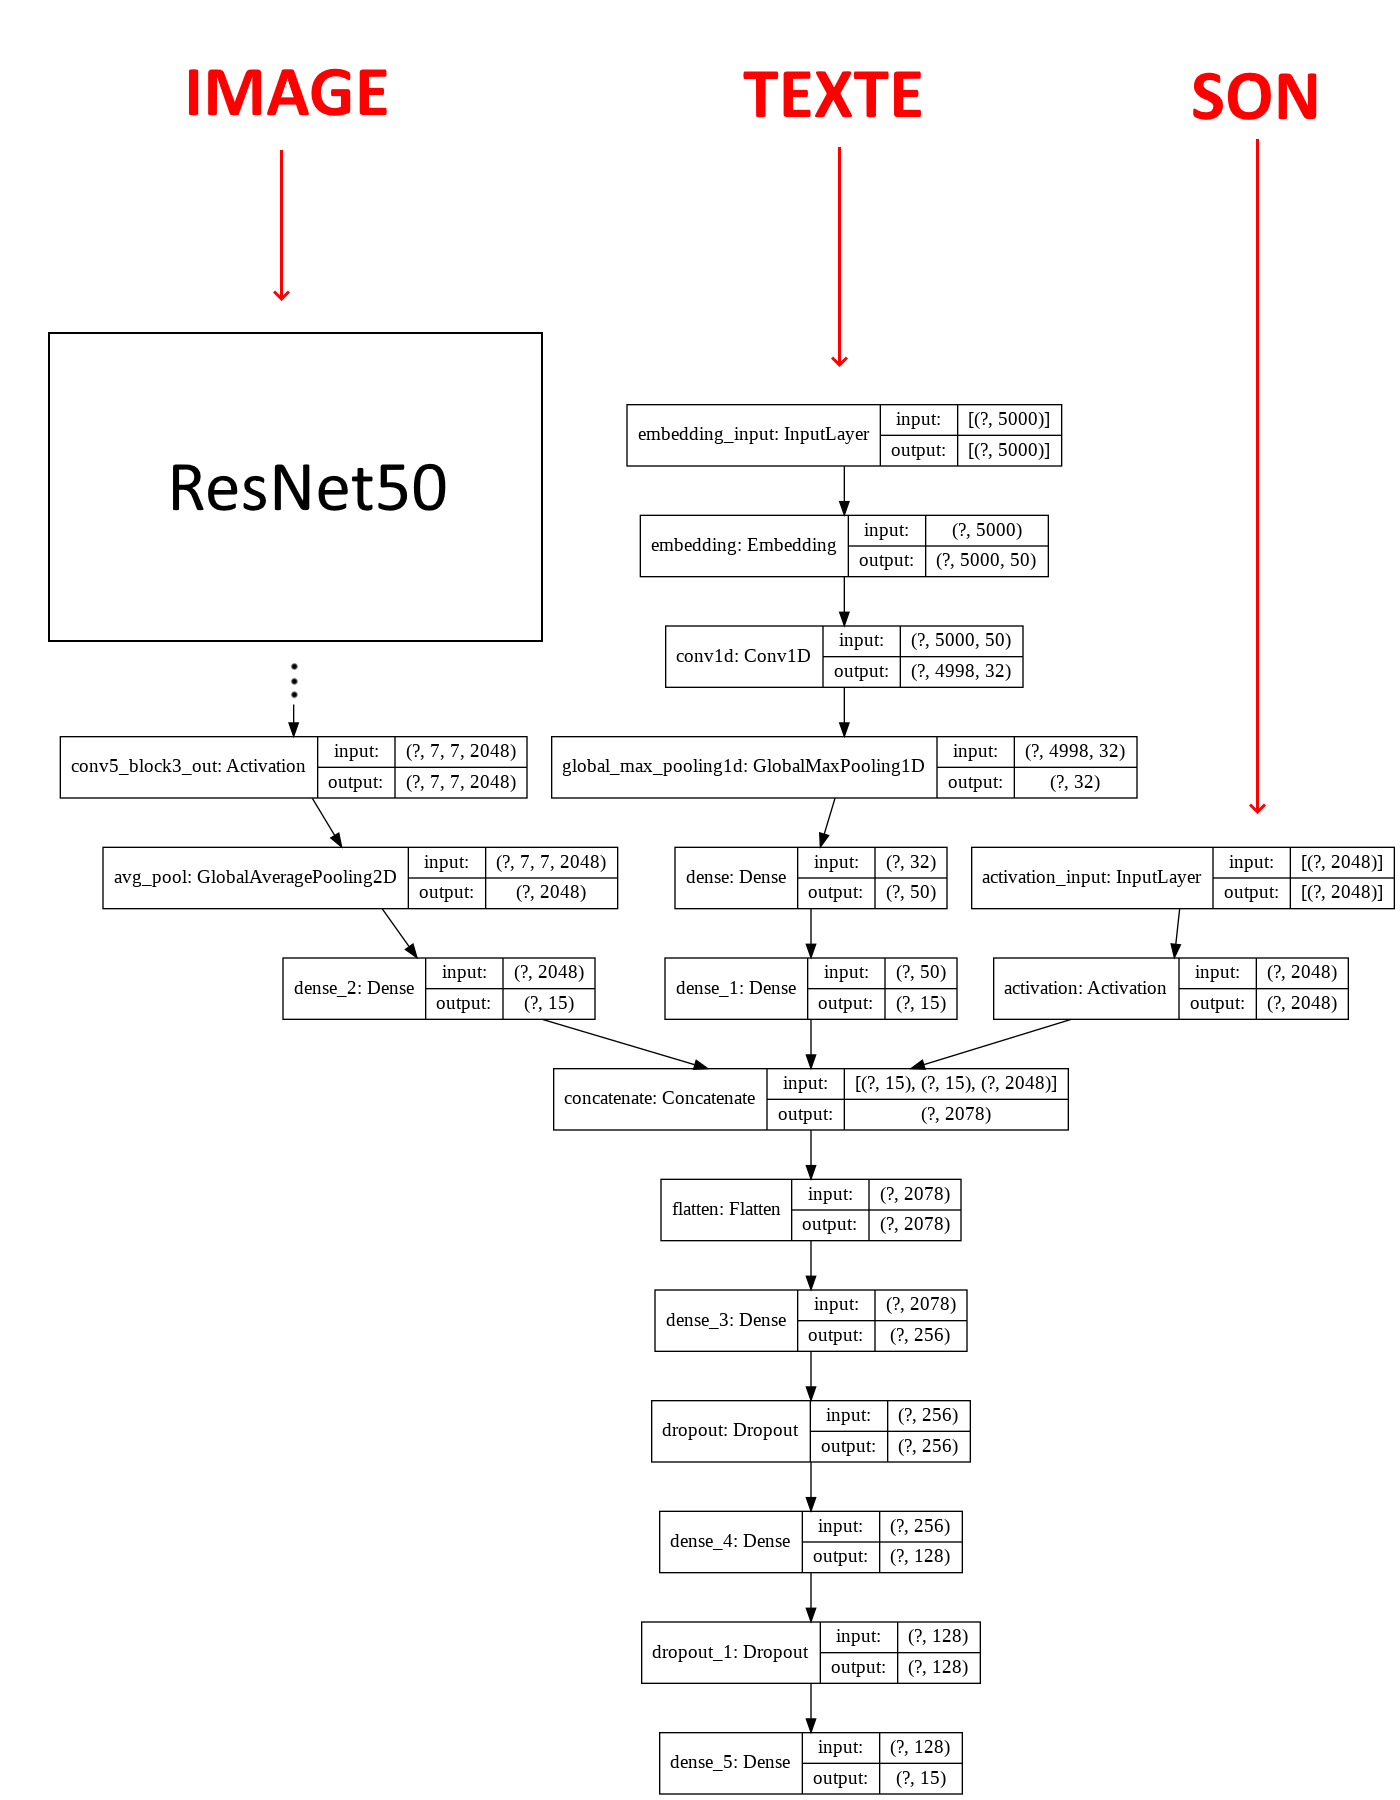 IMAGE
TEXTE
SON
ResNet50
embedding_input: InputLayer
input:
[(?, 5000)]
output:
[(?, 5000)]
embedding: Embedding
input:
(?, 5000)
output:
(?, 5000, 50)
conv1d: Conv1D
input:
(?, 5000, 50)
output:
(?, 4998, 32)
conv5_block3_out: Activation
input:
(?, 7, 7, 2048)
output:
(?, 7, 7, 2048)
global_max_pooling1d: GlobalMaxPooling1D
input:
(?, 4998, 32)
output:
(?, 32)
avg_pool: GlobalAveragePooling2D
input:
(?, 7, 7, 2048)
output:
(?, 2048)
dense: Dense
input:
(?, 32)
output:
(?, 50)
activation_input: InputLayer
input:
[(?, 2048)]
output:
[(?, 2048)]
dense_2: Dense
input:
(?, 2048)
output:
(?, 15)
dense_1: Dense
input:
(?, 50)
output:
(?, 15)
activation: Activation
input:
(?, 2048)
output:
(?, 2048)
concatenate: Concatenate
input:
[(?, 15), (?, 15), (?, 2048)]
output:
(?, 2078)
flatten: Flatten
input:
(?, 2078)
output:
(?, 2078)
dense_3: Dense
input:
(?, 2078)
output:
(?, 256)
dropout: Dropout
input:
(?, 256)
output:
(?, 256)
dense_4: Dense
input:
(?, 256)
output:
(?, 128)
dropout_1: Dropout
input:
(?, 128)
output:
(?, 128)
dense_5: Dense
input:
(?, 128)
output:
(?, 15)